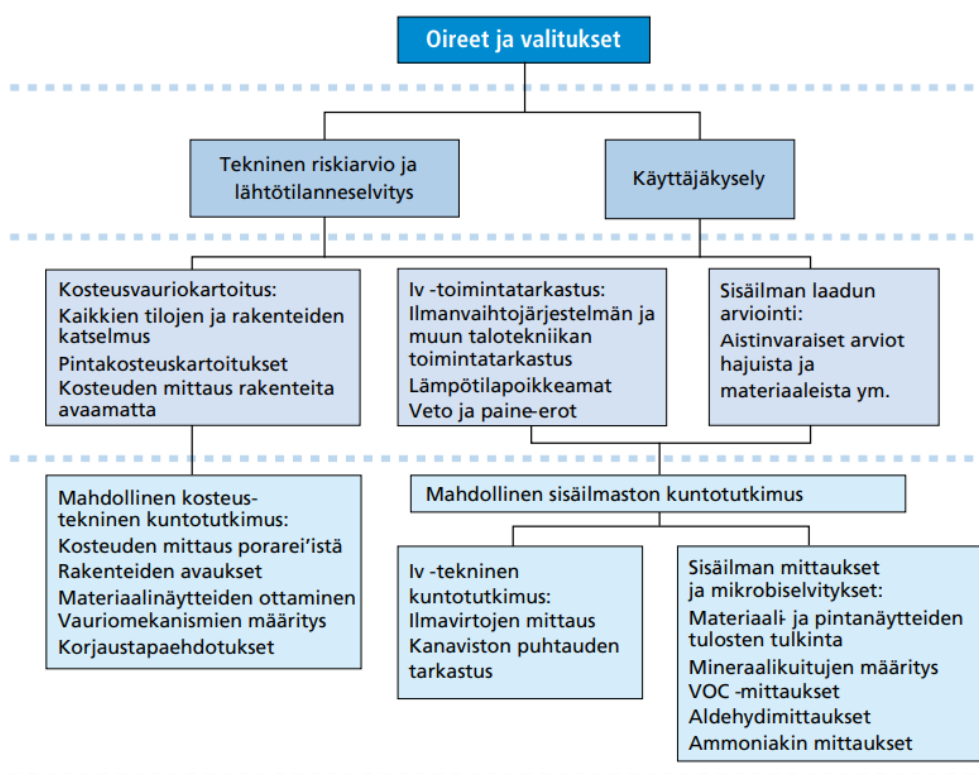 Oireet ja valitukset
Tekninen riskiarvio ja
lähtötilanneselvitys
Käyttäjäkysely
Kosteusvauriokartoitus:
Kaikkien tilojen ja rakenteiden
katselmus
Pintakosteuskartoitukset
Kosteuden mittaus rakenteita
avaamatta
Iv -toimintatarkastus:
Ilmanvaihtojärjestelmän ja
muun talotekniikan
toimintatarkastus
Lämpötilapoikkeamat
Veto ja paine-erot
Sisäilman laadun
arviointi:
Aistinvaraiset arviot
hajuista ja
materiaaleista ym.
Mahdollinen kosteus-
tekninen kuntotutkimus:
Kosteuden mittaus porarei’istä
Rakenteiden avaukset
Materiaalinäytteiden ottaminen
Vauriomekanismien määritys
Korjaustapaehdotukset
Mahdollinen sisäilmaston kuntotutkimus
Iv -tekninen
kuntotutkimus:
Ilmavirtojen mittaus
Kanaviston puhtauden
tarkastus
Sisäilman mittaukset
ja mikrobiselvitykset:
Materiaali- ja pintanäytteiden
tulosten tulkinta
Mineraalikuitujen määritys
VOC -mittaukset
Aldehydimittaukset
Ammoniakin mittaukset